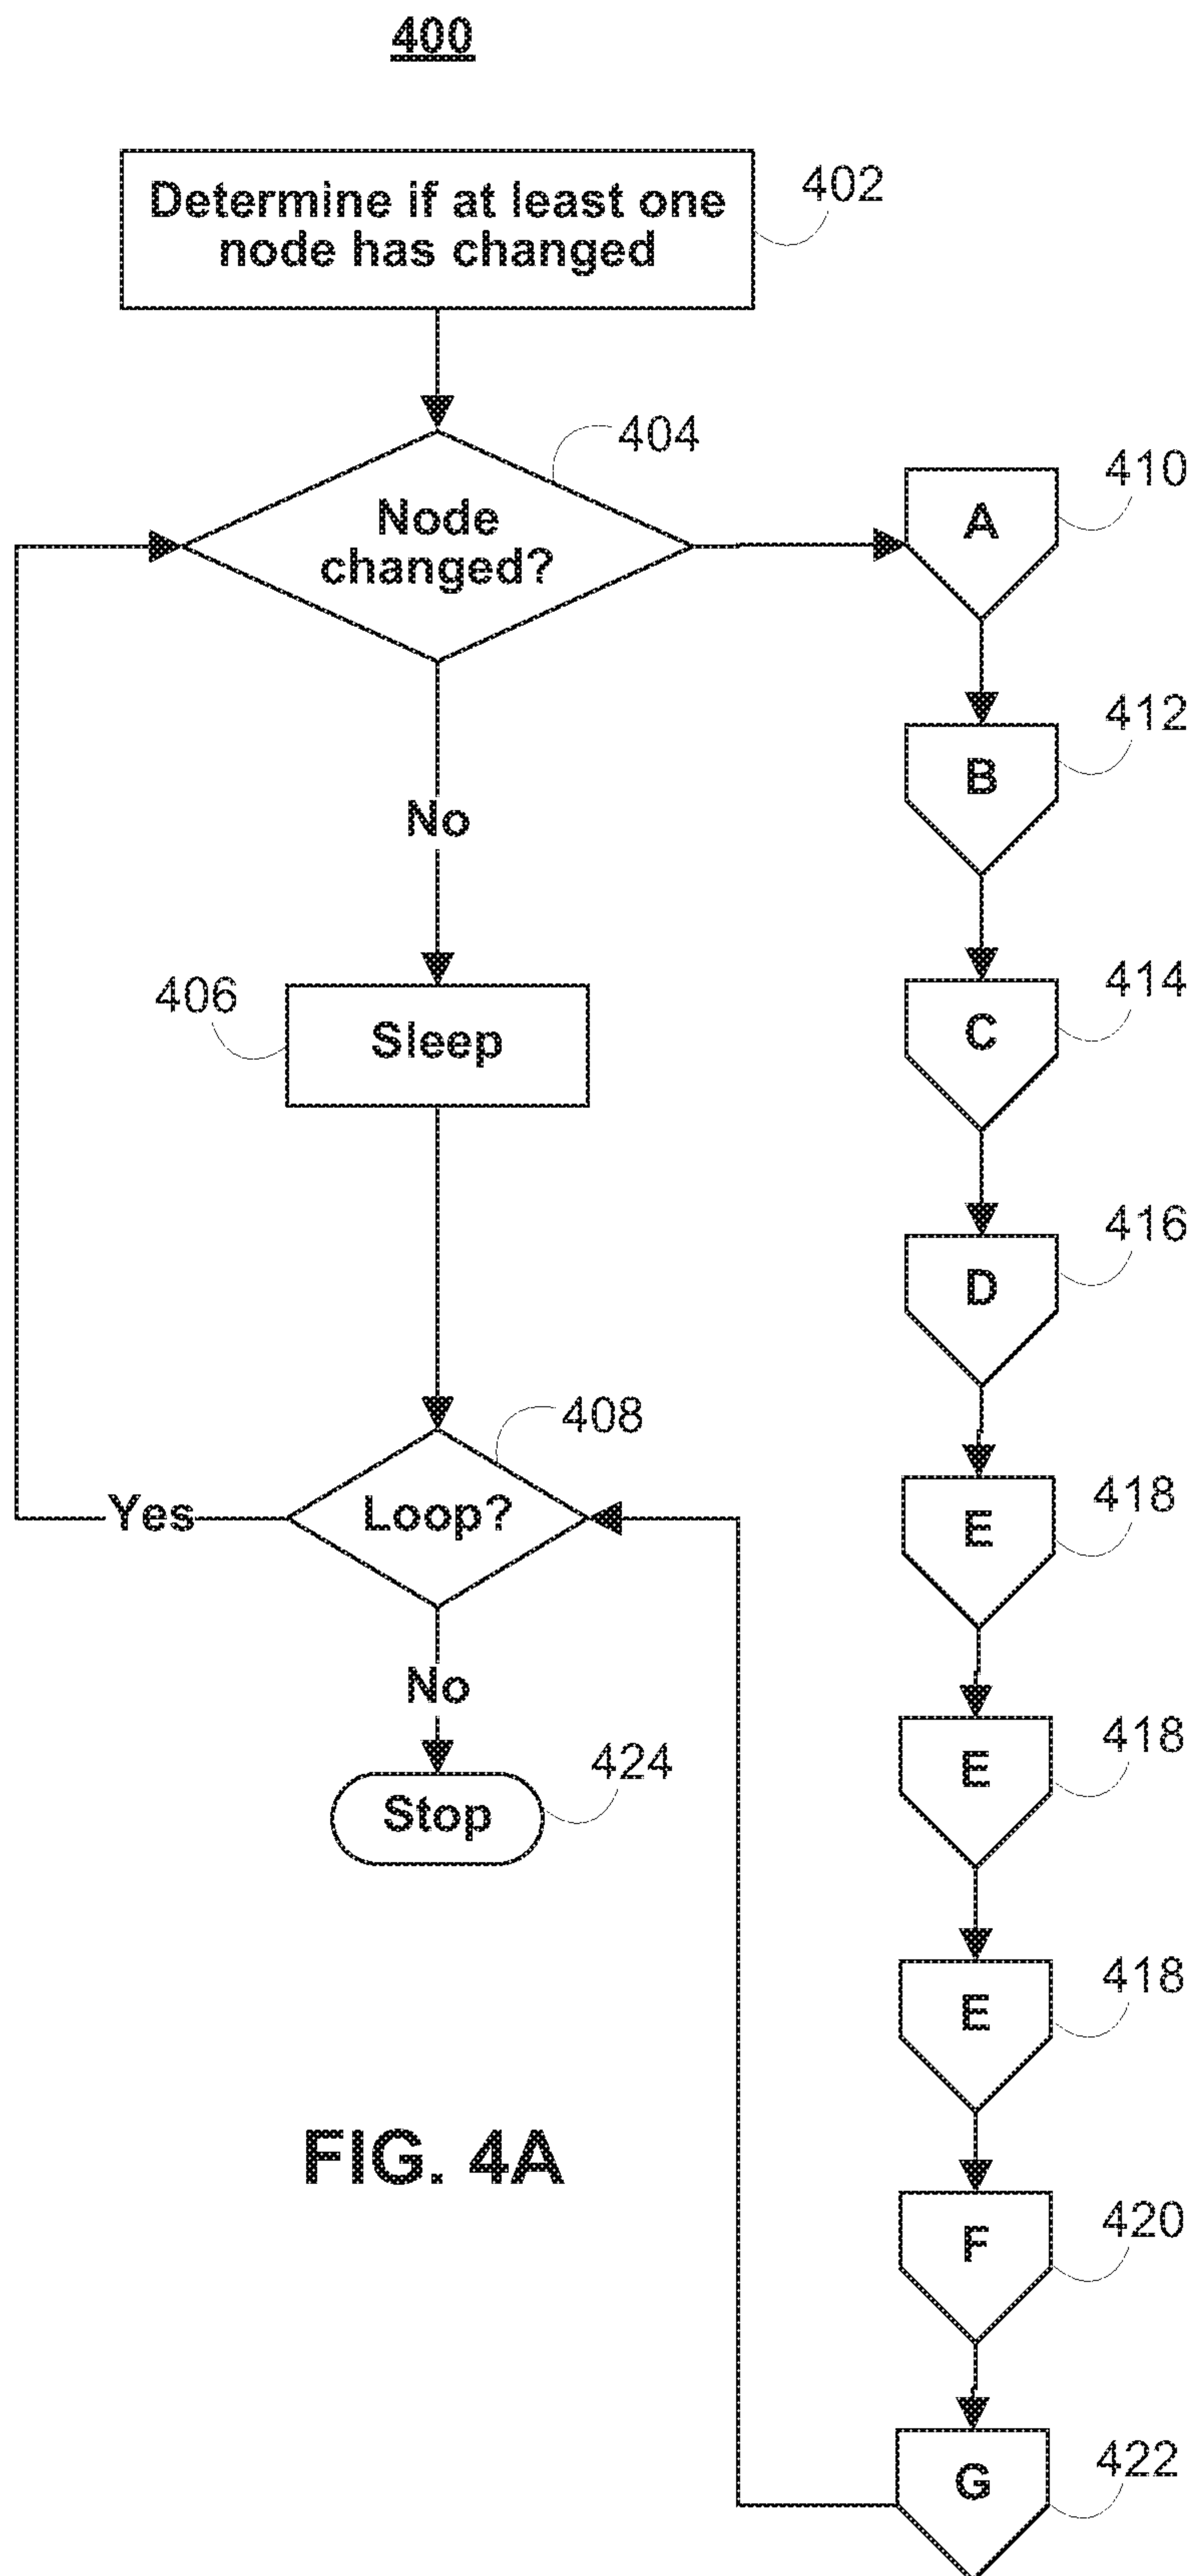 400
Determine if at least one
node has changed
402
404
Node
changed?
410
A
412
B
No
414
C
406
Sleep
416
D
408
Loop?
Yes
418
E
No
418
E
424
Stop
418
E
FIG. 4A
420
F
422
G